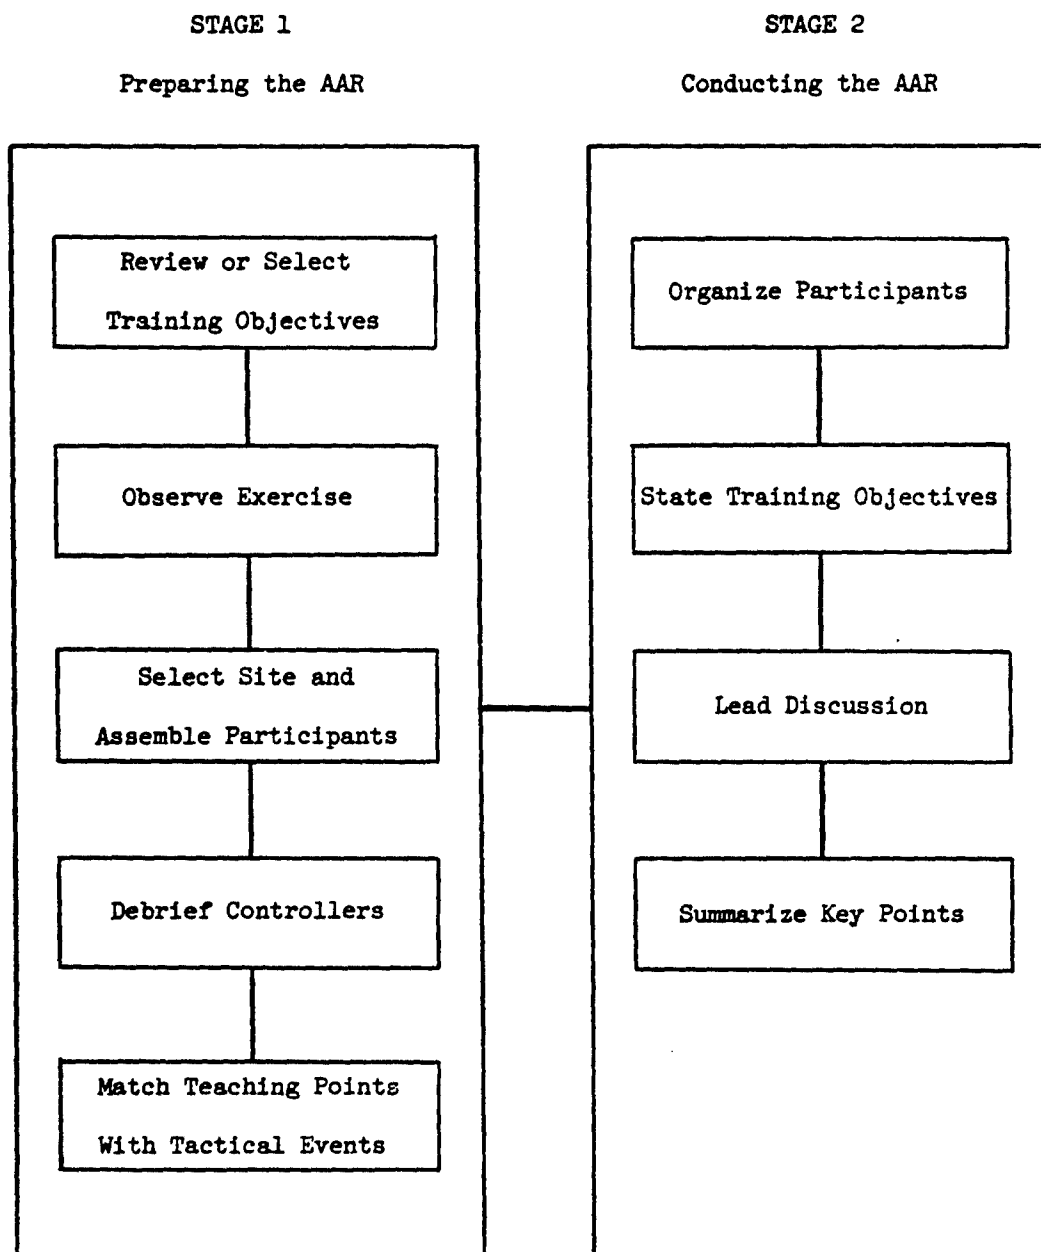 STAGE 1
Preparing the AAR
Review or Select
Training Objectives
Observe Exercise
Select Site and
Assemble Participants
Debrief Controllers
Match Teaching Points
With Tactical Events
STAGE 2
Conducting the AAR
Organize Participants
State Training Objectives
Lead Discussion
Summarize Key Points